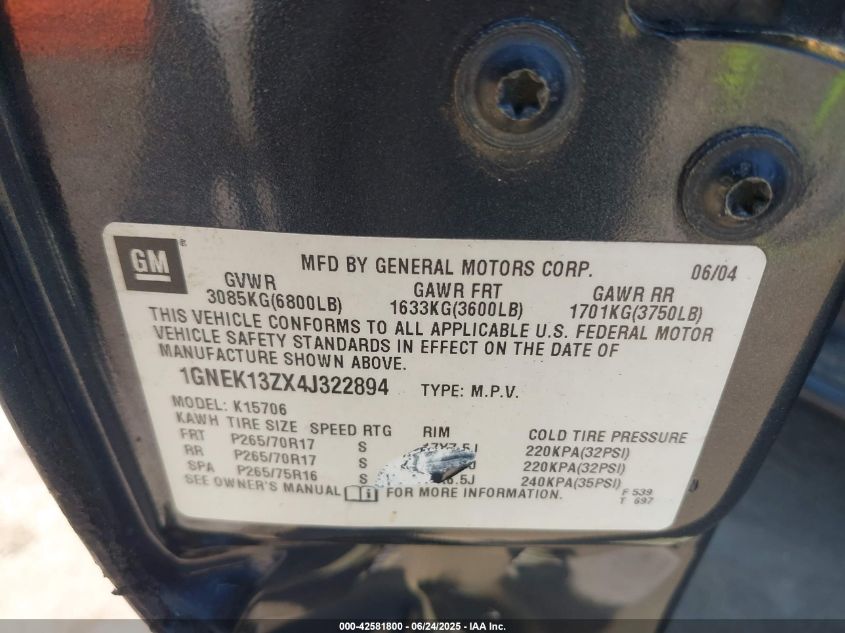 GM®
MFD BY GENERAL MOTORS CORP. 06/04
GVWR GAWR FRT GAWR RR
3085KG(6800LB) 1633KG(3600LB) 1701KG(3750LB)
THIS VEHICLE CONFORMS TO ALL APPLICABLE U.S. FEDERAL MOTOR
VEHICLE SAFETY STANDARDS IN EFFECT ON THE DATE OF
MANUFACTURE SHOWN ABOVE.
1GNEK13ZX4J322894 TYPE: M.P.V.
MODEL: K15706
KAWH TIRE SIZE SPEED RTG RIM COLD TIRE PRESSURE
FRT P265/70R17 S 220KPA(32PSI)
RR P265/70R17 S 220KPA(32PSI)
SPA P265/75R16 S 240KPA(35PSI)
SEE OWNER'S MANUAL FOR MORE INFORMATION.
F 539
T 697
000-42581800 - 06/24/2025 - IAA Inc.